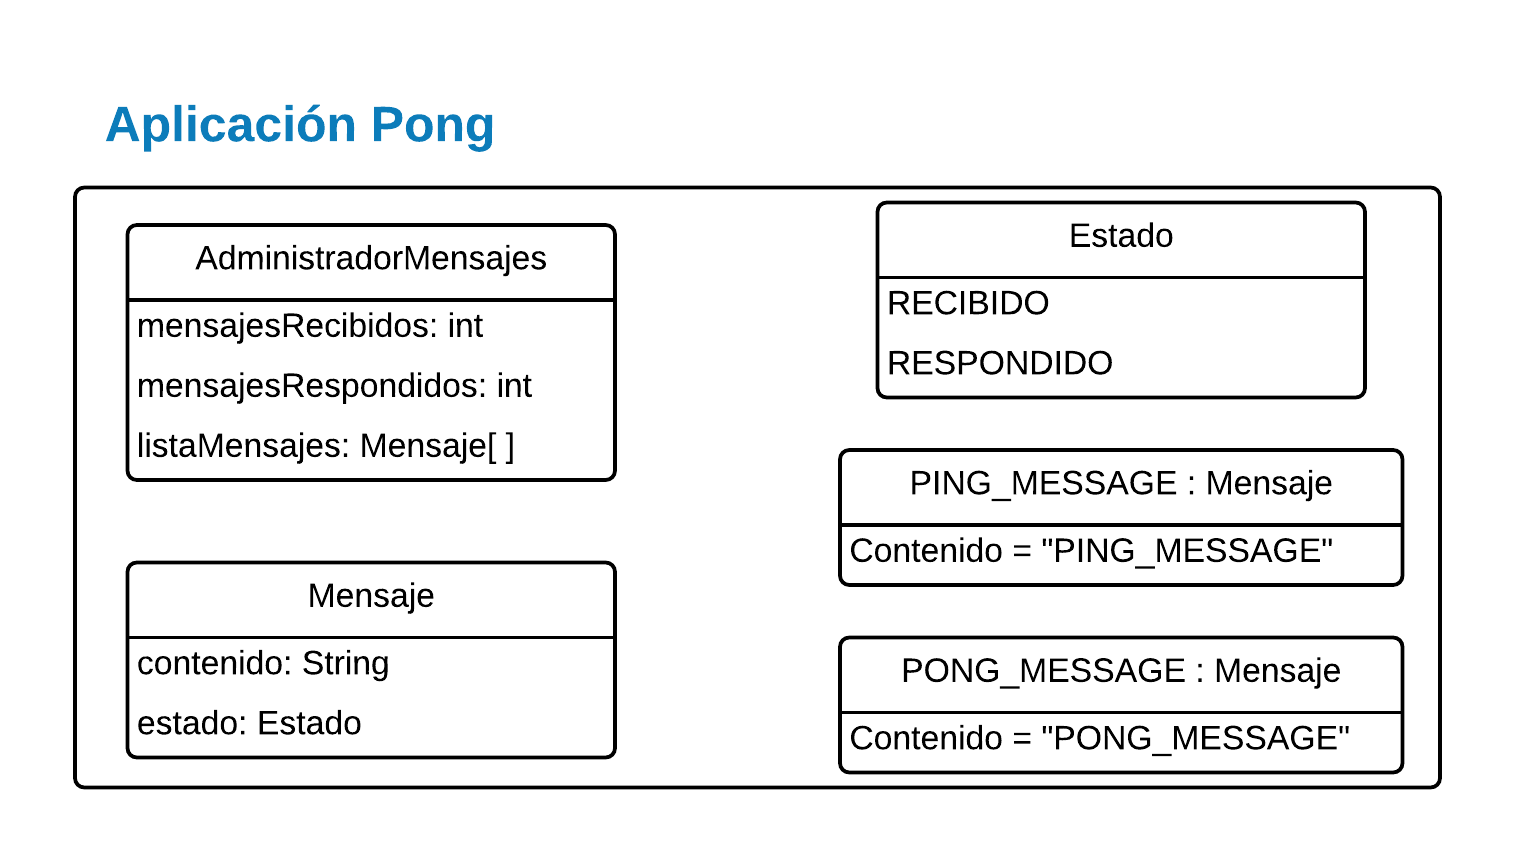 Aplicación Pong
AdministradorMensajes
mensajesRecibidos: int
mensajesRespondidos: int
listaMensajes: Mensaje[ ]
Mensaje
contenido: String
estado: Estado
Estado
RECIBIDO
RESPONDIDO
PING_MESSAGE : Mensaje
Contenido = "PING_MESSAGE"
PONG_MESSAGE : Mensaje
Contenido = "PONG_MESSAGE"